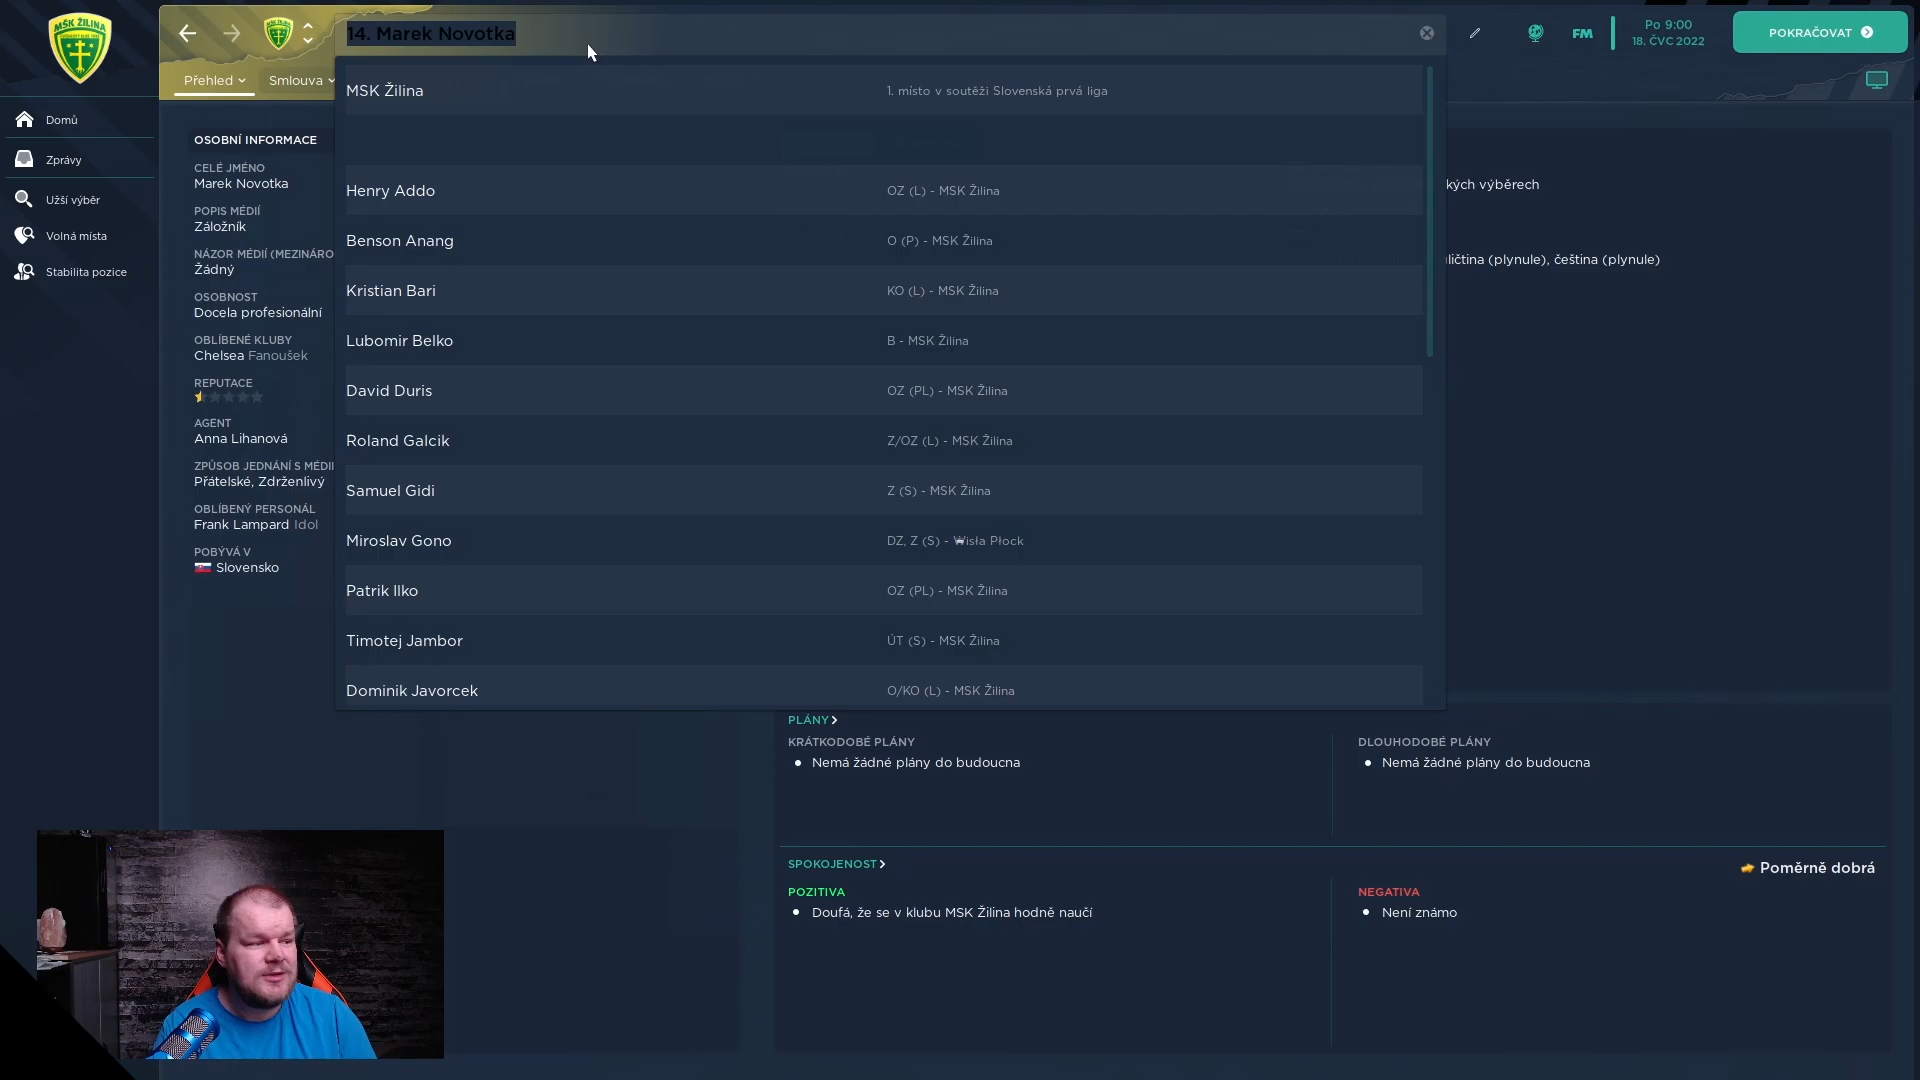 MŠK ŽILINA
14. Marek Novotka
FM
Po 9:00
18. ČVC 2022
POKRAČOVAT
Přehled
Smlouva
Domů
Zprávy
Užší výběr
Volná místa
Stabilita pozice
OSOBNÍ INFORMACE
CELÉ JMÉNO
Marek Novotka
POPIS MÉDIÍ
Záložník
NÁZOR MÉDIÍ (MEZINÁRO
Žádný
OSOBNOST
Docela profesionální
OBLÍBENÉ KLUBY
Chelsea Fanoušek
REPUTACE
AGENT
Anna Lihanová
ZPŮSOB JEDNÁNÍ S MÉDII
Přátelské, Zdrženlivý
OBLÍBENÝ PERSONÁL
Frank Lampard Idol
POBÝVÁ V
Slovensko
MSK Žilina 1. místo v soutěži Slovenská prvá liga
Henry Addo OZ (L) - MSK Žilina
Benson Anang O (P) - MSK Žilina
Kristian Bari KO (L) - MSK Žilina
Lubomir Belko B - MSK Žilina
David Duris OZ (PL) - MSK Žilina
Roland Galcik Z/OZ (L) - MSK Žilina
Samuel Gidi Z (S) - MSK Žilina
Miroslav Gono DZ, Z (S) - Wisła Płock
Patrik Ilko OZ (PL) - MSK Žilina
Timotej Jambor ÚT (S) - MSK Žilina
Dominik Javorcek O/KO (L) - MSK Žilina
kých výběrech
(plynule), čeština (plynule)
PLÁNY
KRÁTKODOBÉ PLÁNY
Nemá žádné plány do budoucna
DLOUHODOBÉ PLÁNY
Nemá žádné plány do budoucna
SPOKOJENOST
Poměrně dobrá
POZITIVA
Doufá, že se v klubu MSK Žilina hodně naučí
NEGATIVA
Není známo